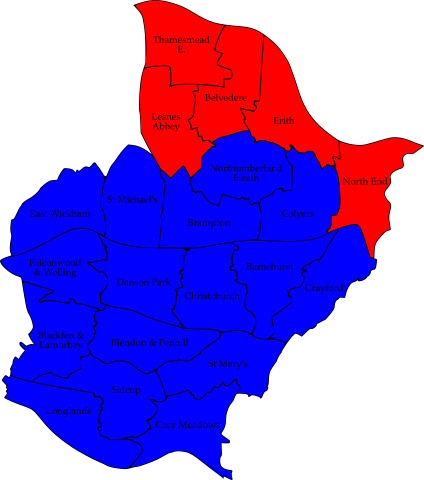 Thamesmead
E.
Belvedere
Lesnes
Abbey
Erith
Northumberland
Heath
North End
St Michael's
East Wickham
Colyers
Brampton
Falconwood
& Welling
Barnehurst
Danson Park
Crayford
Christchurch
Blackfen &
Lamorbey
Blendon & Penhill
St Mary's
Sidcup
Longlands
Cray Meadows